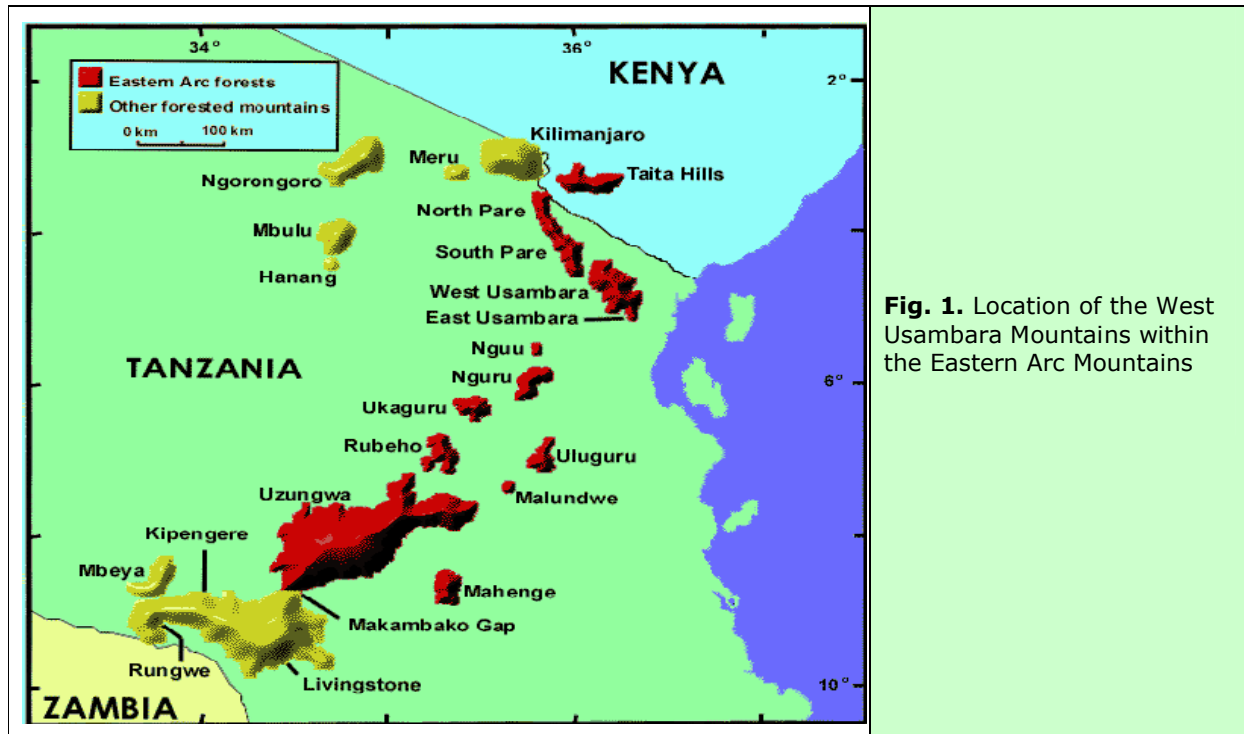 34°
36°
KENYA
2°
Eastern Arc forests
Other forested mountains
0 km 100 km
Kilimanjaro
Meru
Ngorongoro
Taita Hills
North Pare
Mbulu
South Pare
Hanang
West Usambara
East Usambara
Nguu
TANZANIA
Nguru
6°
Ukaguru
Rubeho
Uluguru
Uzungwa
Malundwe
Kipengere
Mbeya
Mahenge
Makambako Gap
Rungwe
Livingstone
10°
ZAMBIA
Fig. 1. Location of the West
Usambara Mountains within
the Eastern Arc Mountains